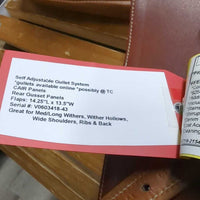 Self Adjustable Gullet System
*gullets available online *possibly @ TC
CAIR Panels
Rear Gusset Panels
Flaps: 14.25"L x 13.5"W
Serial #: V0603418-43
Great for Med/Long Withers, Wither Hollows,
Wide Shoulders, Ribs & Back